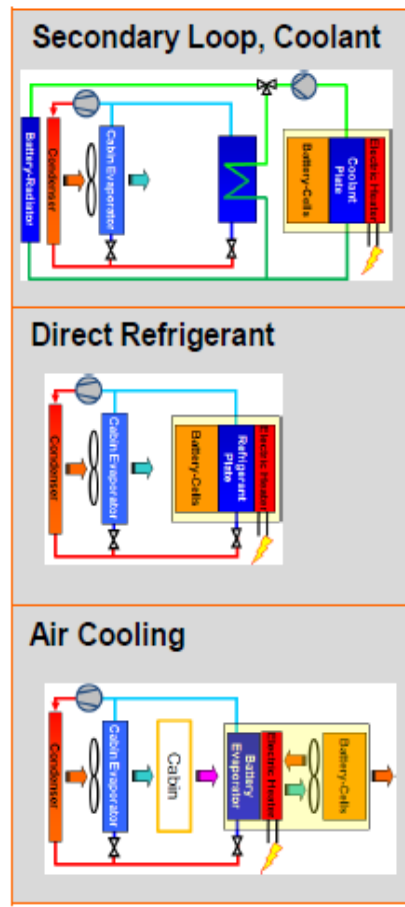 Secondary Loop, Coolant
Battery-Radiator
Condenser
Cabin Evaporator
Battery-Cells
Coolant
Plate
Electric Heater
Direct Refrigerant
Condenser
Cabin Evaporator
Battery-Cells
Refrigerant
Plate
Electric Heater
Air Cooling
Condenser
Cabin Evaporator
Cabin
Battery
Evaporator
Electric Heater
Battery-Cells